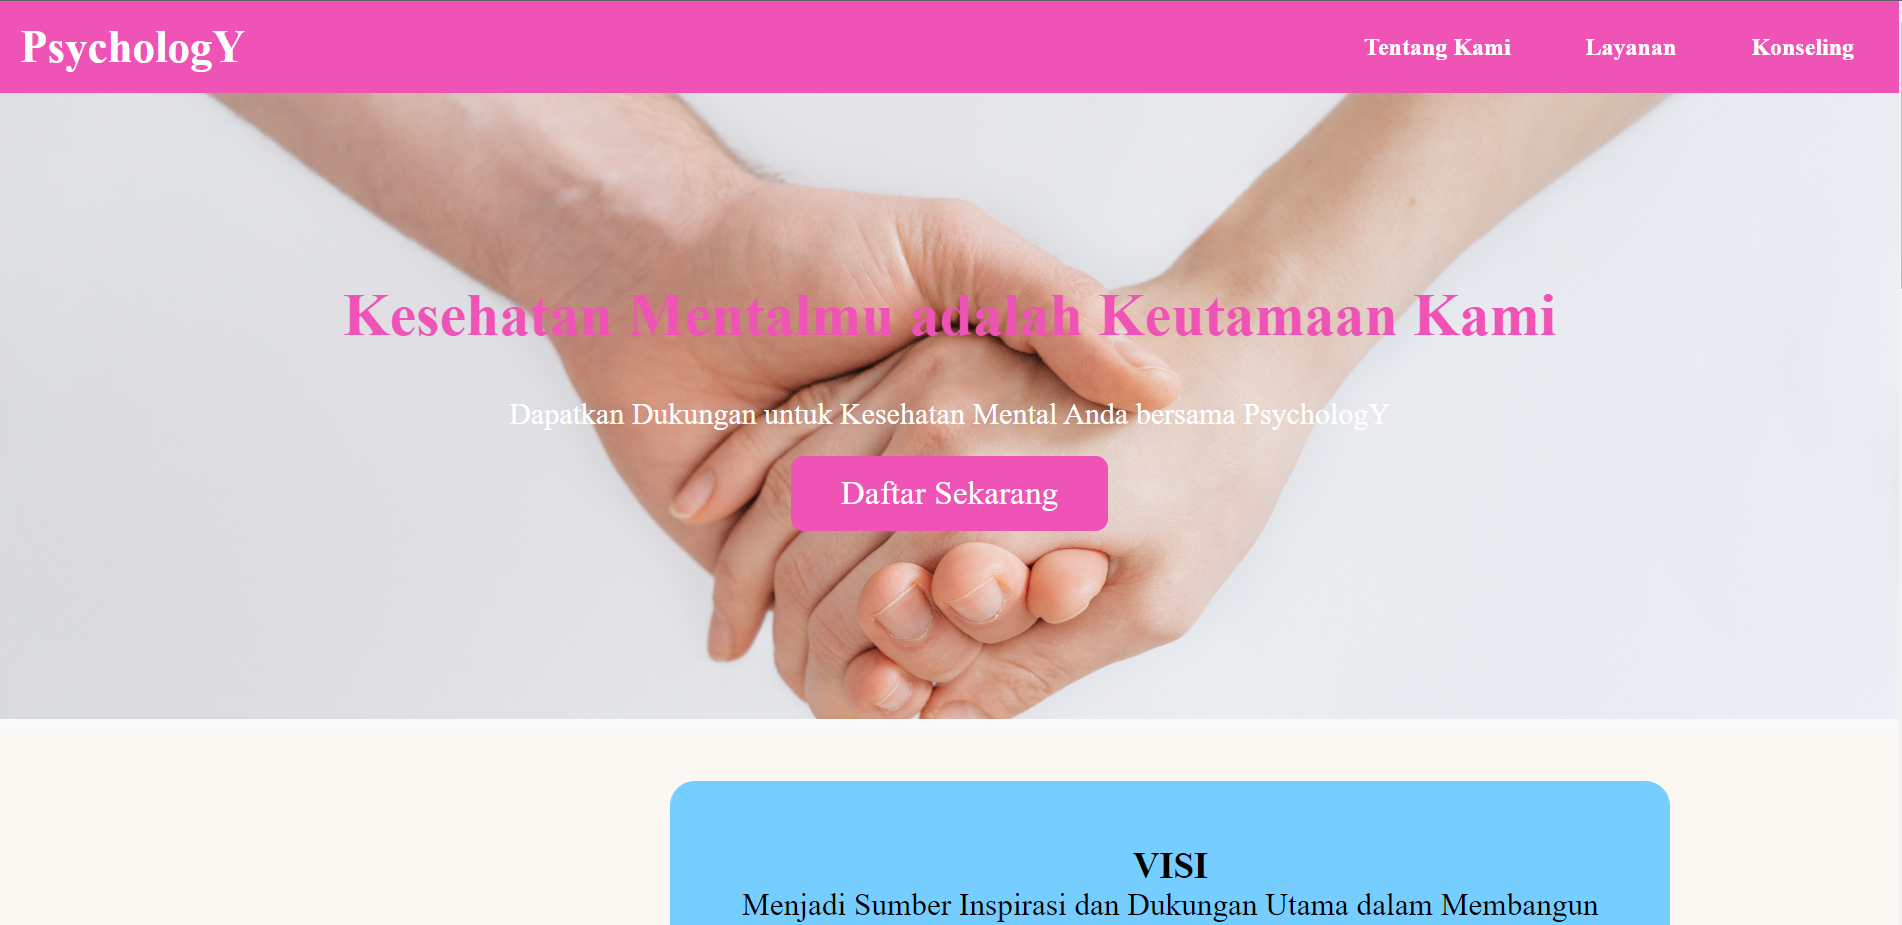 PsychologY
Tentang Kami
Layanan
Konseling
Kesehatan Mentalmu adalah Keutamaan Kami
Dapatkan Dukungan untuk Kesehatan Mental Anda bersama PsychologY
Daftar Sekarang
VISI
Menjadi Sumber Inspirasi dan Dukungan Utama dalam Membangun